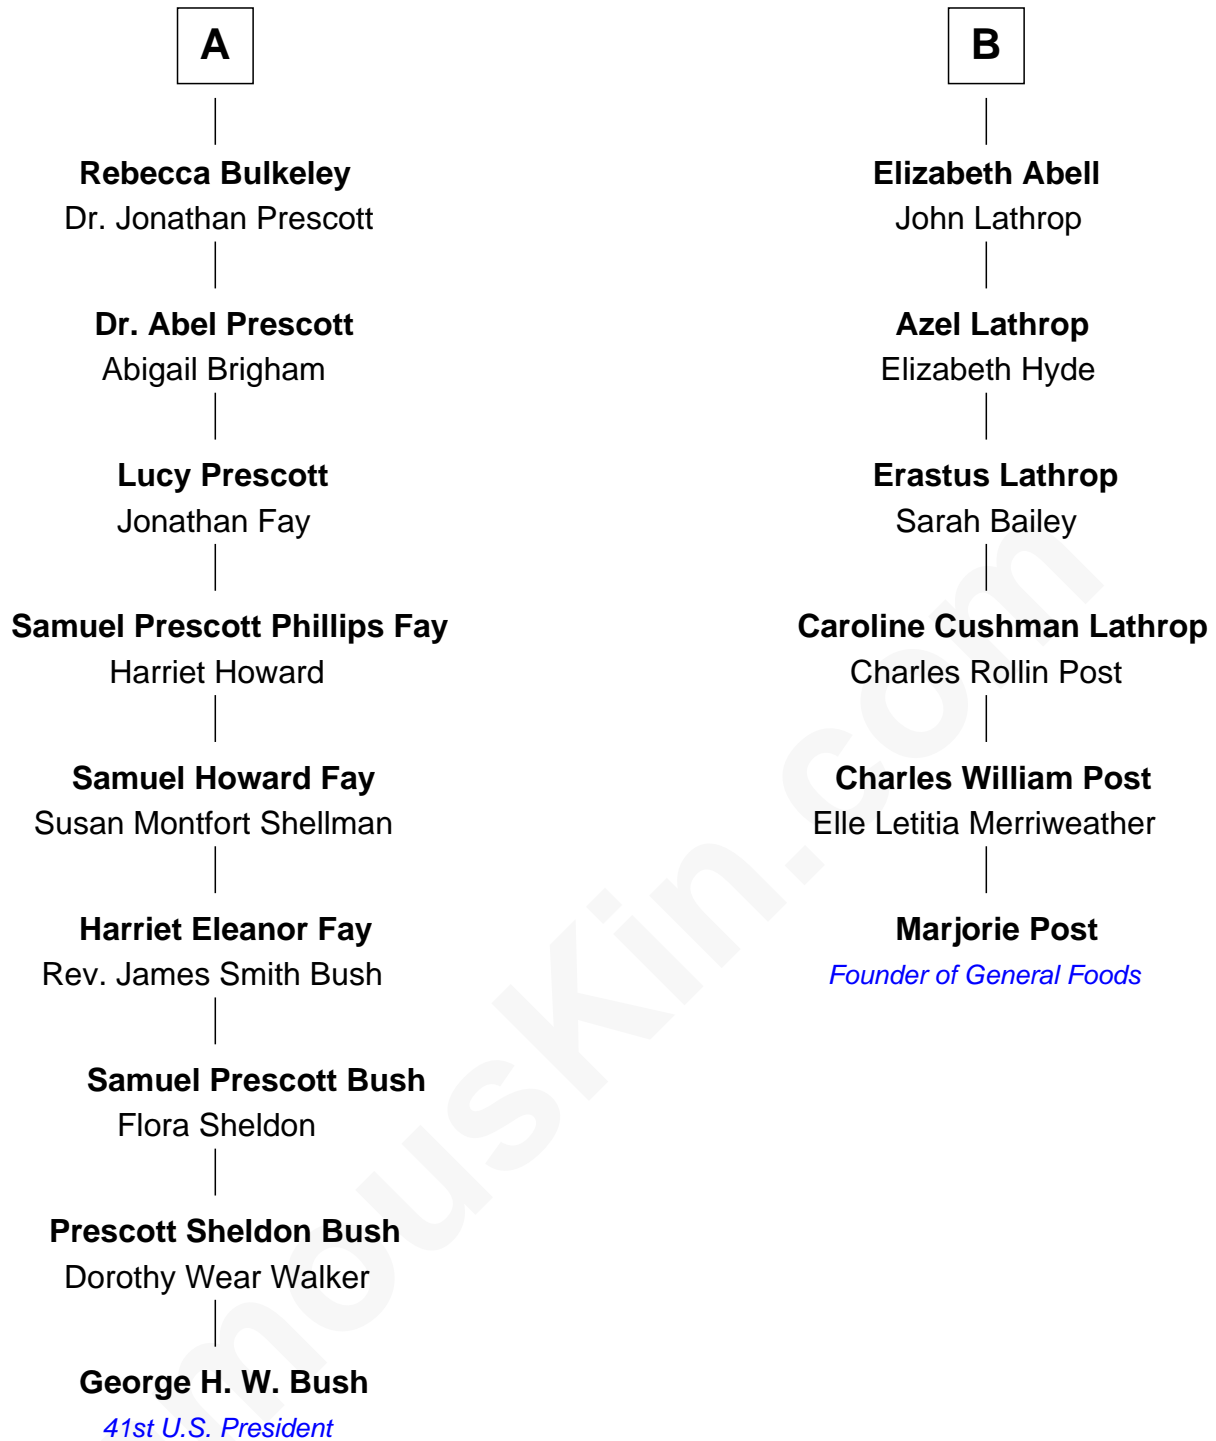 A
Rebecca Bulkeley
Dr. Jonathan Prescott
Dr. Abel Prescott
Abigail Brigham
Lucy Prescott
Jonathan Fay
Samuel Prescott Phillips Fay
Harriet Howard
Samuel Howard Fay
Susan Montfort Shellman
Harriet Eleanor Fay
Rev. James Smith Bush
Samuel Prescott Bush
Flora Sheldon
Prescott Sheldon Bush
Dorothy Wear Walker
George H. W. Bush
41st U.S. President
B
Elizabeth Abell
John Lathrop
Azel Lathrop
Elizabeth Hyde
Erastus Lathrop
Sarah Bailey
Caroline Cushman Lathrop
Charles Rollin Post
Charles William Post
Elle Letitia Merriweather
Marjorie Post
Founder of General Foods
mousKin.com